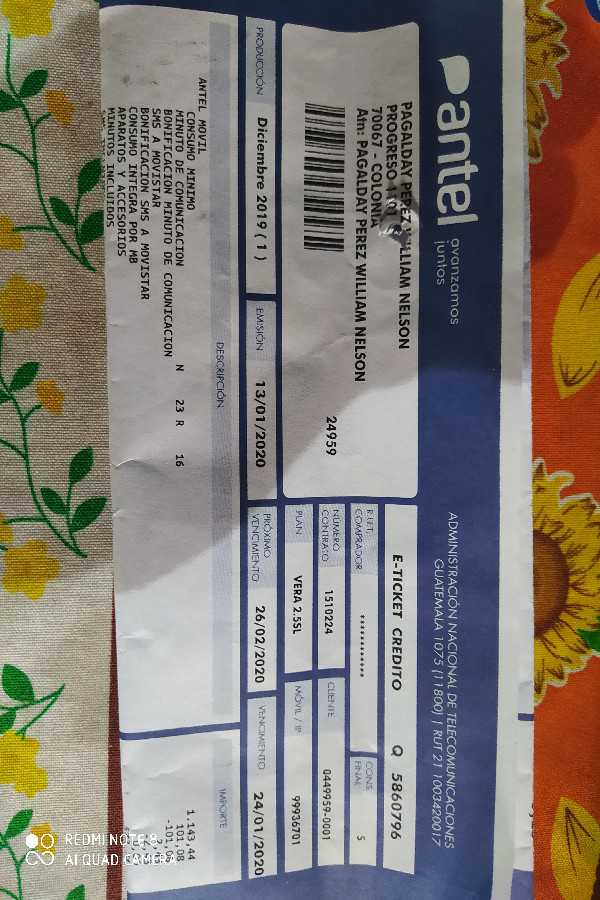 antel
avanzamos
juntos
ADMINISTRACIÓN NACIONAL DE TELECOMUNICACIONES
GUATEMALA 1075 (11800) | RUT 21 1003420017
PAGALDAY PEREZ WILLIAM NELSON
PROGRESO 1101
70067 - COLONIA
Atn: PAGALDAY PEREZ WILLIAM NELSON
24959
E-TICKET CREDITO Q 5860796
R.U.T. COMPRADOR ************* CONS. FINAL S
NÚMERO CONTRATO 1510224 CLIENTE 0449959-0001
PLAN VERA 2.5SL MÓVIL / IP 99936701
PRODUCCIÓN Diciembre 2019 ( 1 ) EMISIÓN 13/01/2020 PRÓXIMO VENCIMIENTO 26/02/2020 VENCIMIENTO 24/01/2020
DESCRIPCIÓN IMPORTE
ANTEL MOVIL
CONSUMO MINIMO 1.143,44
MINUTO DE COMUNICACION 101,08
BONIFICACION MINUTO DE COMUNICACION N 23 R 16
SMS A MOVISTAR
BONIFICACION SMS A MOVISTAR
CONSUMO INTEGRA POR MB
APARATOS Y ACCESORIOS
MINUTOS INCLUIDOS
REDMI NOTE 8
AI QUAD CAMERA